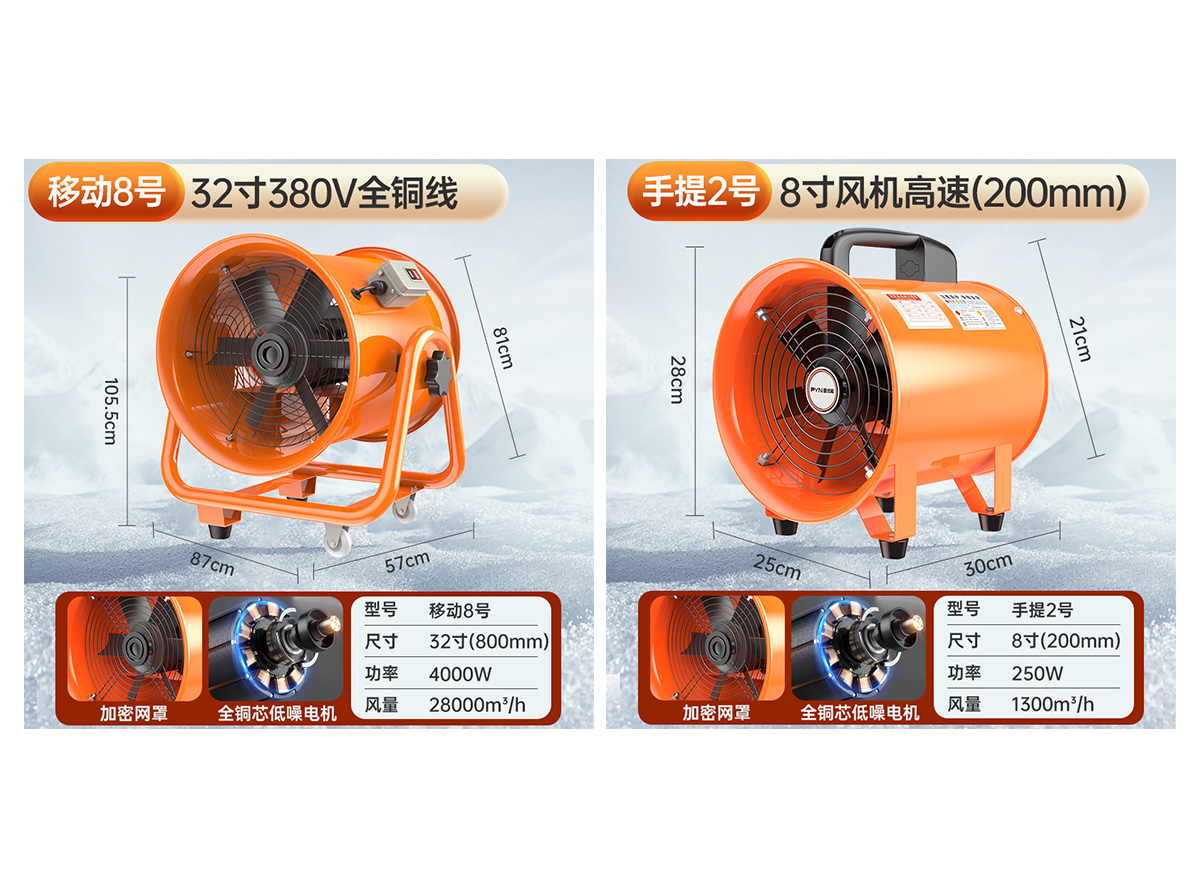 移动8号
32寸380V全铜线
105.5cm
81cm
87cm
57cm
加密网罩
全铜芯低噪电机
型号 移动8号
尺寸 32寸(800mm)
功率 4000W
风量 28000m³/h
手提2号
8寸风机高速(200mm)
28cm
21cm
25cm
30cm
加密网罩
全铜芯低噪电机
型号 手提2号
尺寸 8寸(200mm)
功率 250W
风量 1300m³/h